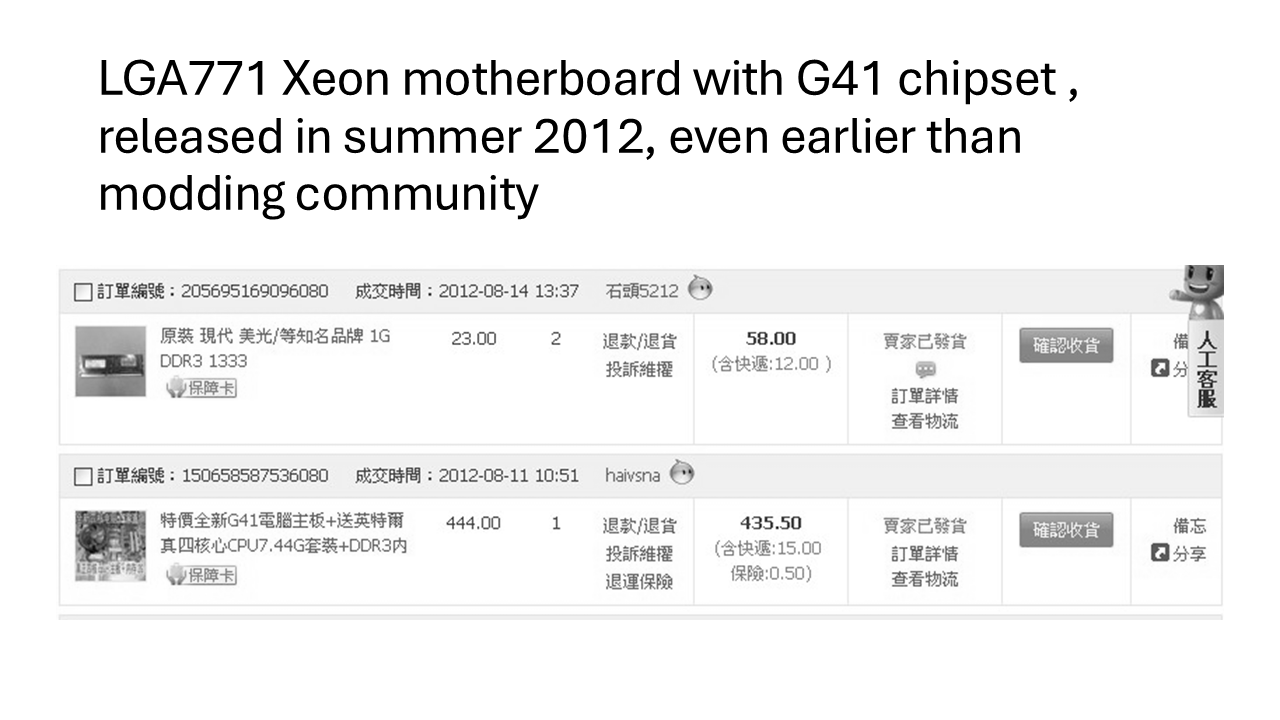 LGA771 Xeon motherboard with G41 chipset ,
released in summer 2012, even earlier than
modding community
訂單編號：205695169096080 成交時間：2012-08-14 13:37 石頭5212
原裝 現代 美光/等知名品牌 1G
DDR3 1333
保障卡
23.00
2
退款/退貨
投訴維權
58.00
(含快遞:12.00 )
賣家已發貨
訂單詳情
查看物流
確認收貨
備
分
人工客服
訂單編號：150658587536080 成交時間：2012-08-11 10:51 haivsna
特價全新G41電腦主板+送英特爾
真四核心CPU7.44G套裝+DDR3内
保障卡
444.00
1
退款/退貨
投訴維權
退運保險
435.50
(含快遞:15.00
保險:0.50)
賣家已發貨
訂單詳情
查看物流
確認收貨
備忘
分享